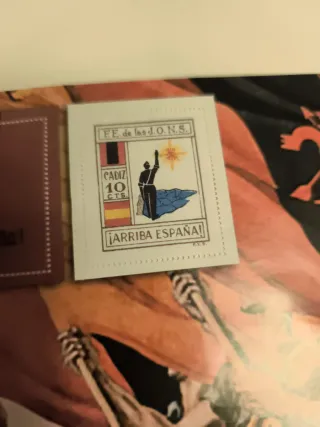 F.E. de las J.O.N.S.
CADIZ
10
CTS.
¡ARRIBA ESPAÑA!